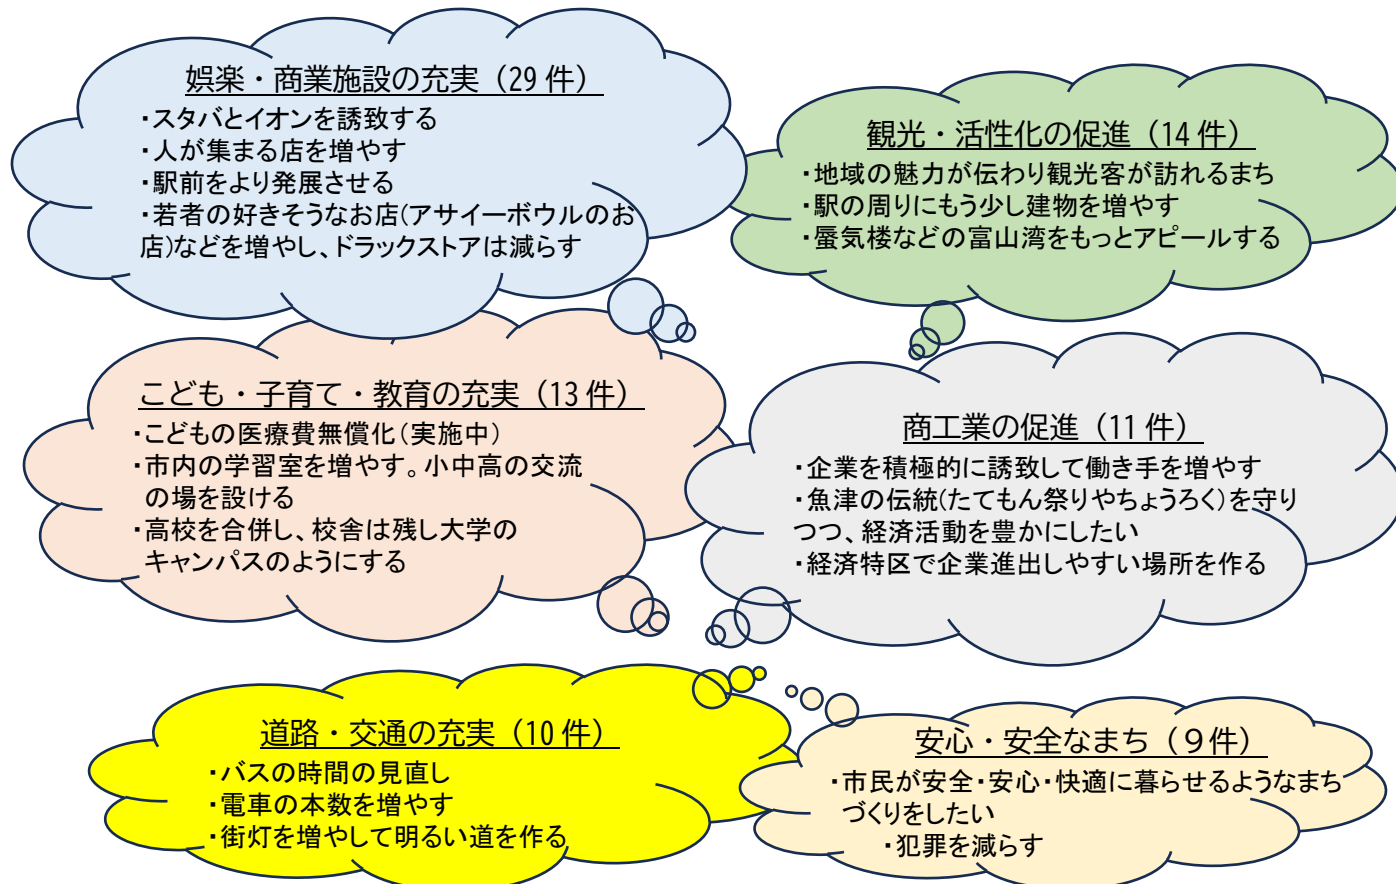 娯楽・商業施設の充実（29件）
・スタバとイオンを誘致する
・人が集まる店を増やす
・駅前をより発展させる
・若者の好きそうなお店(アサイーボウルのお
店)などを増やし、ドラックストアは減らす
観光・活性化の促進（14件）
・地域の魅力が伝わり観光客が訪れるまち
・駅の周りにもう少し建物を増やす
・蜃気楼などの富山湾をもっとアピールする
こども・子育て・教育の充実（13件）
・こどもの医療費無償化（実施中）
・市内の学習室を増やす。小中高の交流
の場を設ける
・高校を合併し、校舎は残し大学の
キャンパスのようにする
商工業の促進（11件）
・企業を積極的に誘致して働き手を増やす
・魚津の伝統(たてもん祭りやちょうろく)を守り
つつ、経済活動を豊かにしたい
・経済特区で企業進出しやすい場所を作る
道路・交通の充実（10件）
・バスの時間の見直し
・電車の本数を増やす
・街灯を増やして明るい道を作る
安心・安全なまち（９件）
・市民が安全・安心・快適に暮らせるようなまち
づくりをしたい
・犯罪を減らす